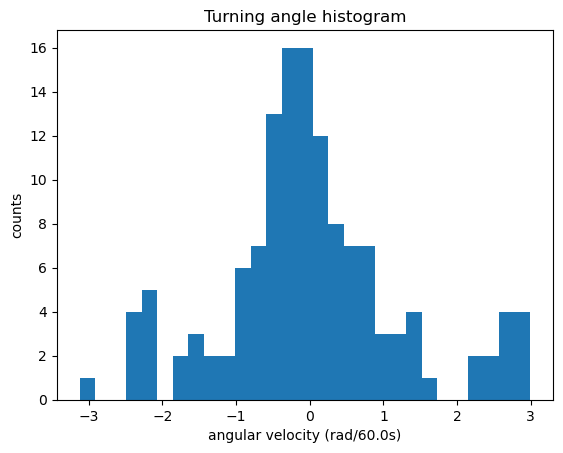 Turning angle histogram
16
14
12
10
8
6
4
2
0
counts
−3 −2 −1 0 1 2 3
angular velocity (rad/60.0s)